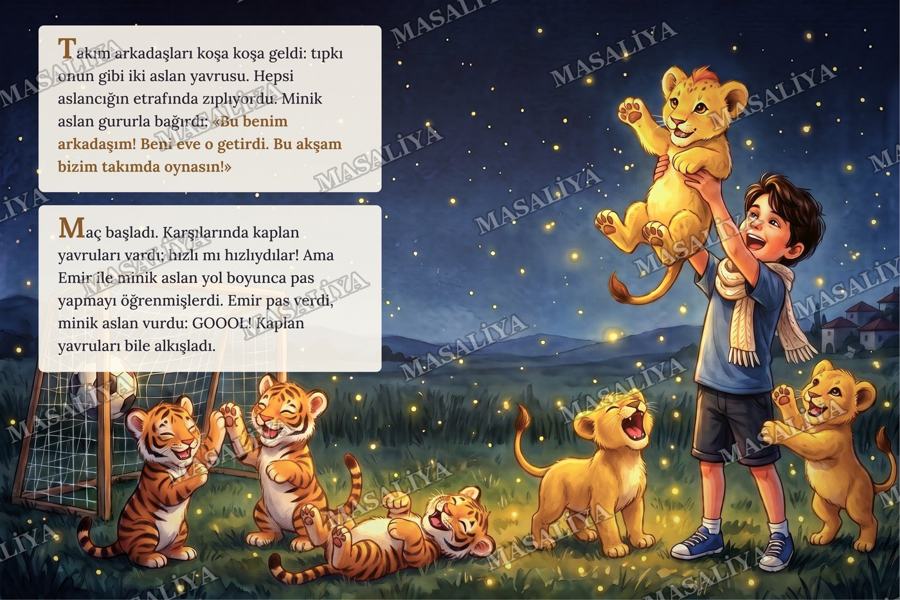 Takım arkadaşları koşa koşa geldi: tıpkı
onun gibi iki aslan yavrusu. Hepsi
aslancığın etrafında zıplıyordu. Minik
aslan gururla bağırdı: «Bu benim
arkadaşım! Beni eve o getirdi. Bu akşam
bizim takımda oynasın!»
Maç başladı. Karşılarında kaplan
yavruları vardı; hızlı mı hızlıydılar! Ama
Emir ile minik aslan yol boyunca pas
yapmayı öğrenmişlerdi. Emir pas verdi,
minik aslan vurdu: GOOOL! Kaplan
yavruları bile alkışladı.
MASALİYA